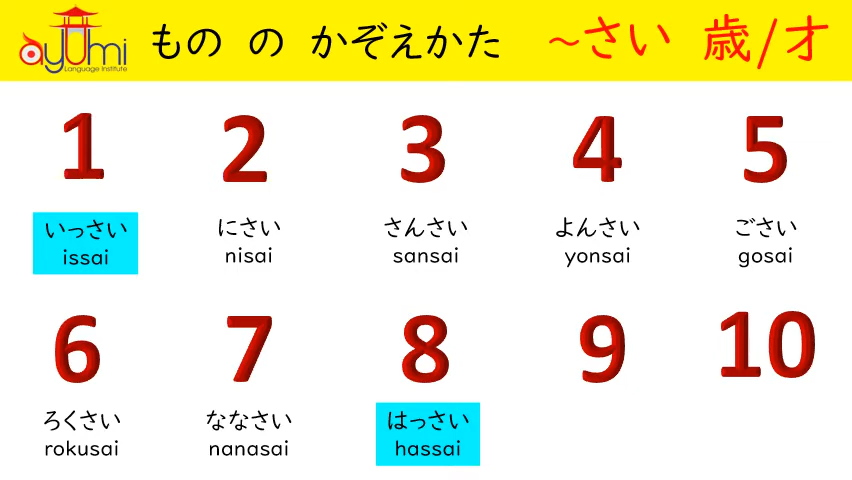 ayumi
Language Institute
もの の かぞえかた
～さい 歳/才
1 2 3 4 5
いっさい にさい さんさい よんさい ごさい
issai nisai sansai yonsai gosai
6 7 8 9 10
ろくさい ななさい はっさい
rokusai nanasai hassai